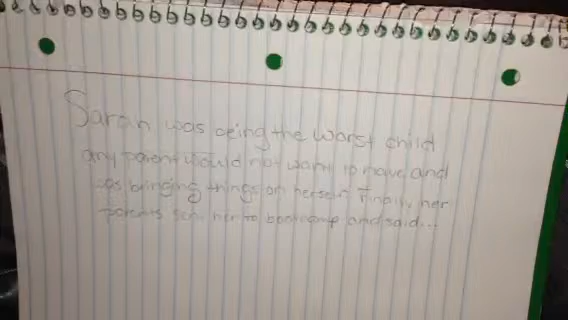 Sarah was being the worst child
any parent would not want to have and
was bringing things on herself. Finally, her
parents sent her to bootcamp and said...